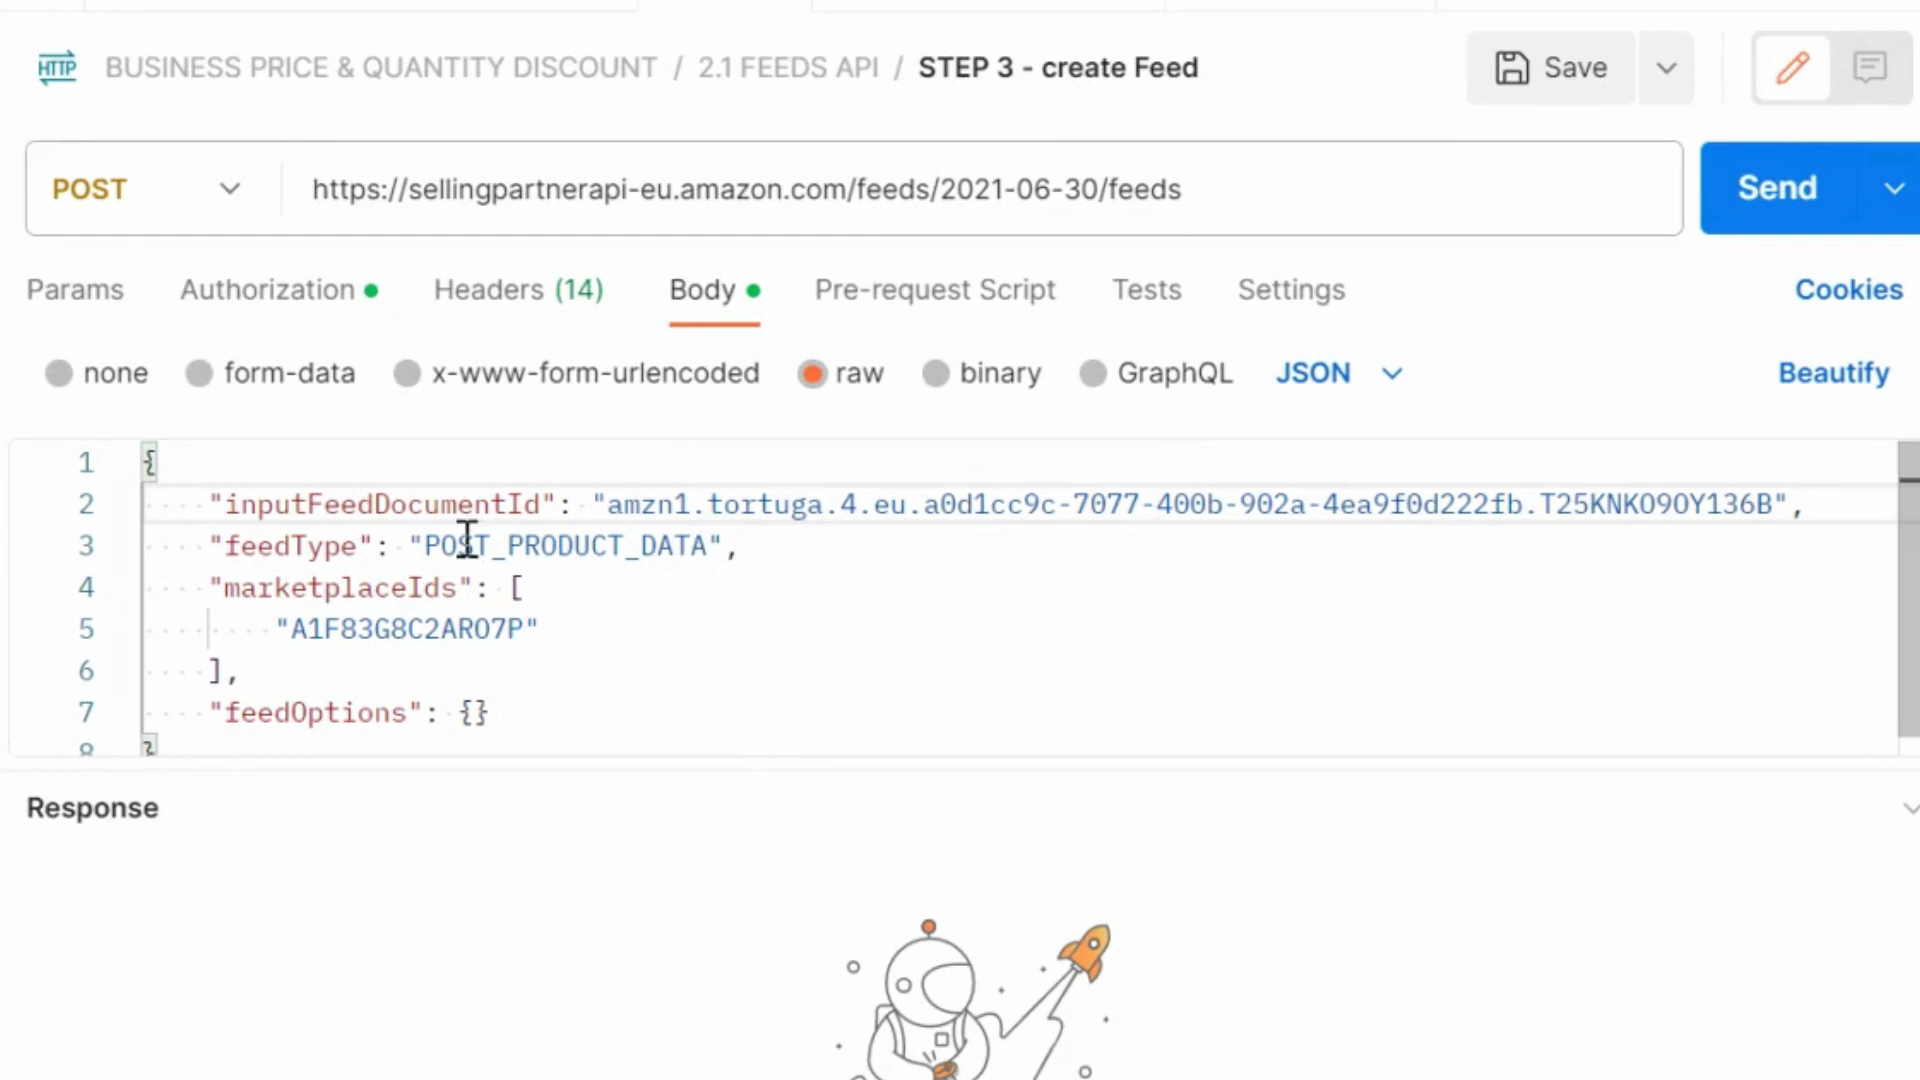 HTTP BUSINESS PRICE & QUANTITY DISCOUNT / 2.1 FEEDS API / STEP 3 - create Feed Save
POST https://sellingpartnerapi-eu.amazon.com/feeds/2021-06-30/feeds Send
Params Authorization Headers (14) Body Pre-request Script Tests Settings Cookies
none form-data x-www-form-urlencoded raw binary GraphQL JSON Beautify
1 {
2 "inputFeedDocumentId": "amzn1.tortuga.4.eu.a0d1cc9c-7077-400b-902a-4ea9f0d222fb.T25KNKO9OY136B",
3 "feedType": "POST_PRODUCT_DATA",
4 "marketplaceIds": [
5 "A1F83G8C2ARO7P"
6 ],
7 "feedOptions": {}
8 }
Response